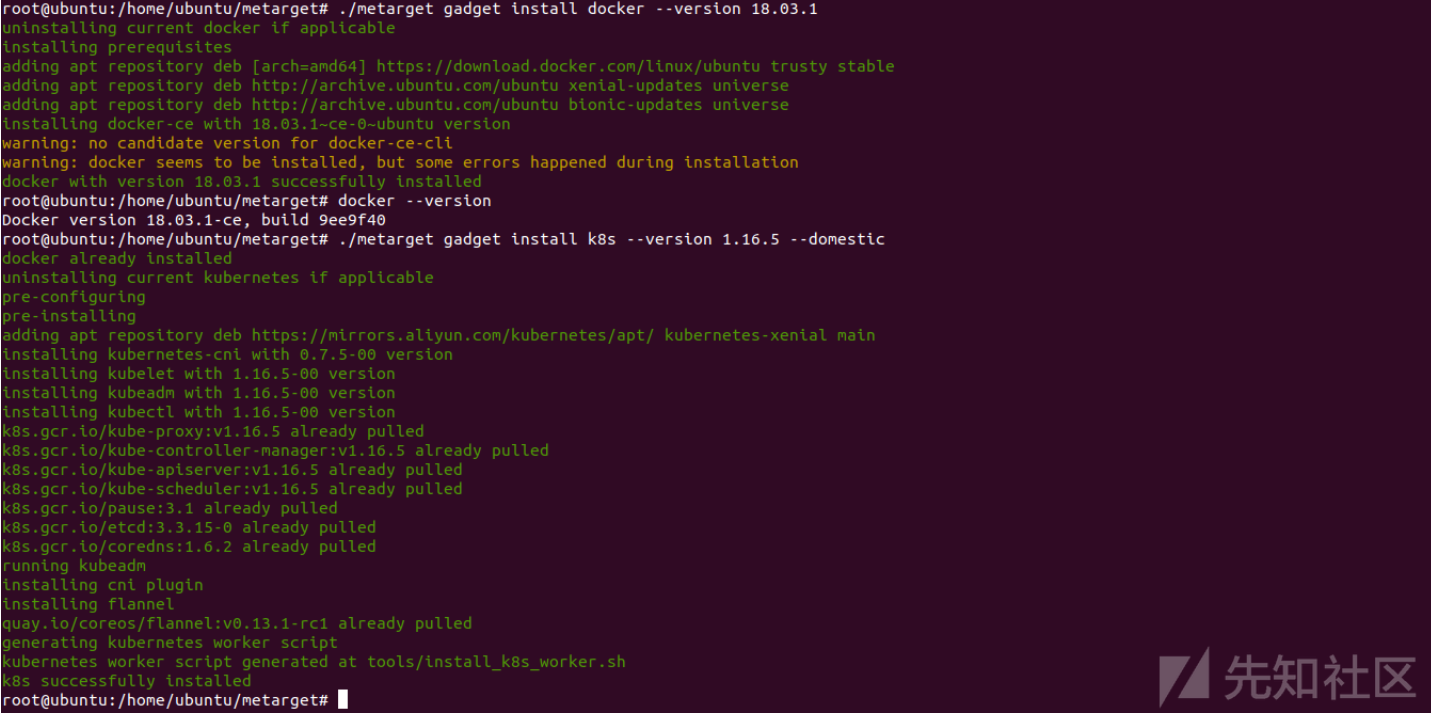 root@ubuntu:/home/ubuntu/metarget# ./metarget gadget install docker --version 18.03.1
uninstalling current docker if applicable
installing prerequisites
adding apt repository deb [arch=amd64] https://download.docker.com/linux/ubuntu trusty stable
adding apt repository deb http://archive.ubuntu.com/ubuntu xenial-updates universe
adding apt repository deb http://archive.ubuntu.com/ubuntu bionic-updates universe
installing docker-ce with 18.03.1~ce-0~ubuntu version
warning: no candidate version for docker-ce-cli
warning: docker seems to be installed, but some errors happened during installation
docker with version 18.03.1 successfully installed
root@ubuntu:/home/ubuntu/metarget# docker --version
Docker version 18.03.1-ce, build 9ee9f40
root@ubuntu:/home/ubuntu/metarget# ./metarget gadget install k8s --version 1.16.5 --domestic
docker already installed
uninstalling current kubernetes if applicable
pre-configuring
pre-installing
adding apt repository deb https://mirrors.aliyun.com/kubernetes/apt/ kubernetes-xenial main
installing kubernetes-cni with 0.7.5-00 version
installing kubelet with 1.16.5-00 version
installing kubeadm with 1.16.5-00 version
installing kubectl with 1.16.5-00 version
k8s.gcr.io/kube-proxy:v1.16.5 already pulled
k8s.gcr.io/kube-controller-manager:v1.16.5 already pulled
k8s.gcr.io/kube-apiserver:v1.16.5 already pulled
k8s.gcr.io/kube-scheduler:v1.16.5 already pulled
k8s.gcr.io/pause:3.1 already pulled
k8s.gcr.io/etcd:3.3.15-0 already pulled
k8s.gcr.io/coredns:1.6.2 already pulled
running kubeadm
installing cni plugin
installing flannel
quay.io/coreos/flannel:v0.13.1-rc1 already pulled
generating kubernetes worker script
kubernetes worker script generated at tools/install_k8s_worker.sh
k8s successfully installed
root@ubuntu:/home/ubuntu/metarget#
先知社区